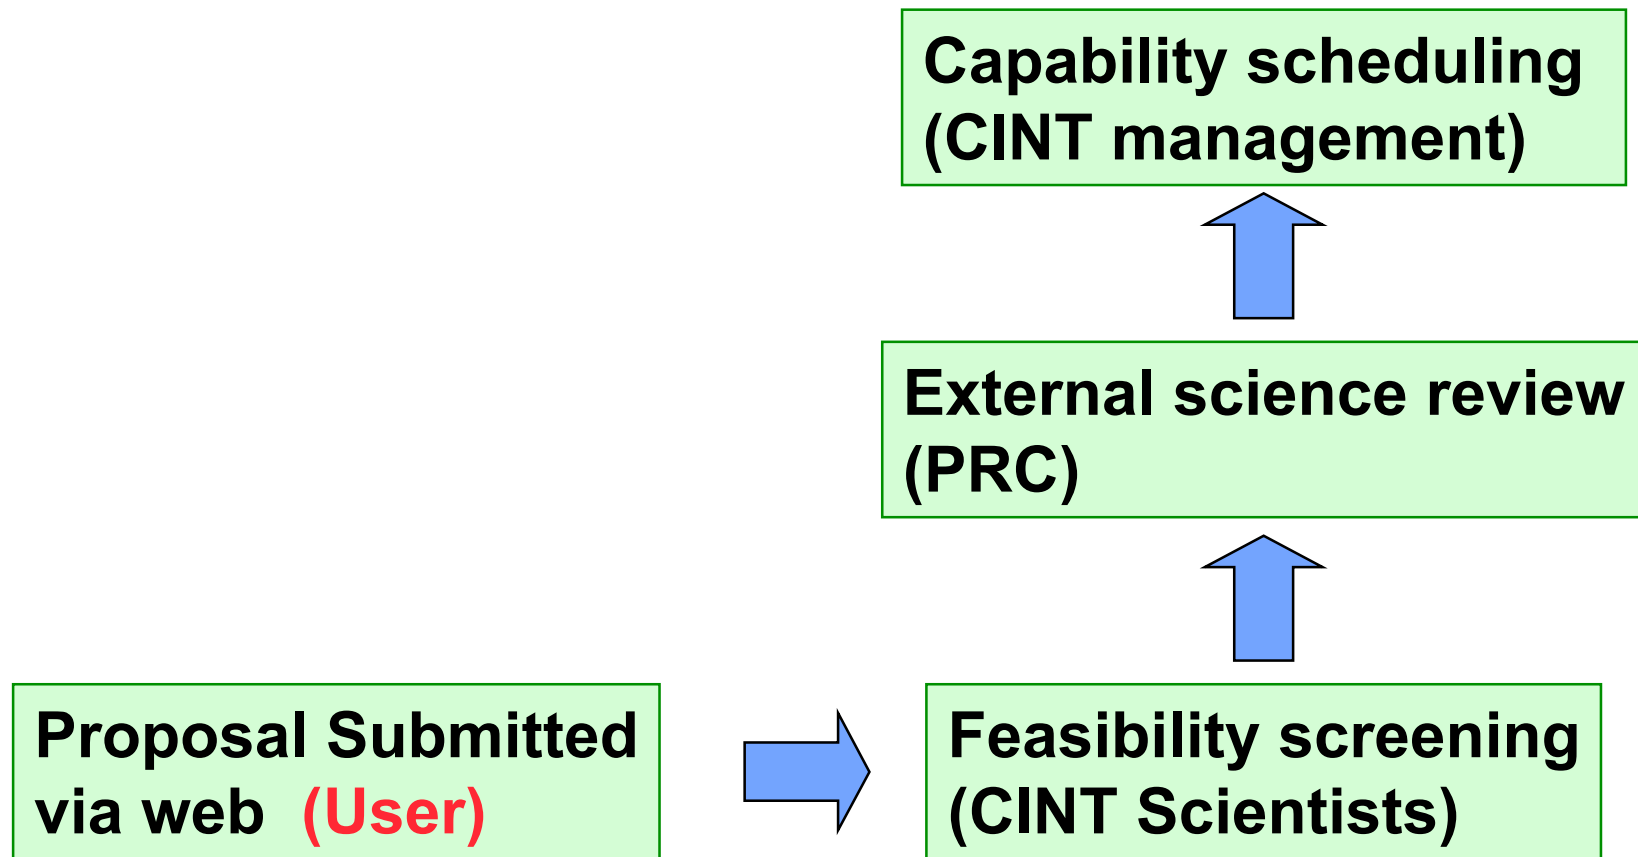 Capability scheduling
(CINT management)
External science review
(PRC)
Proposal Submitted
via web (User)
Feasibility screening
(CINT Scientists)